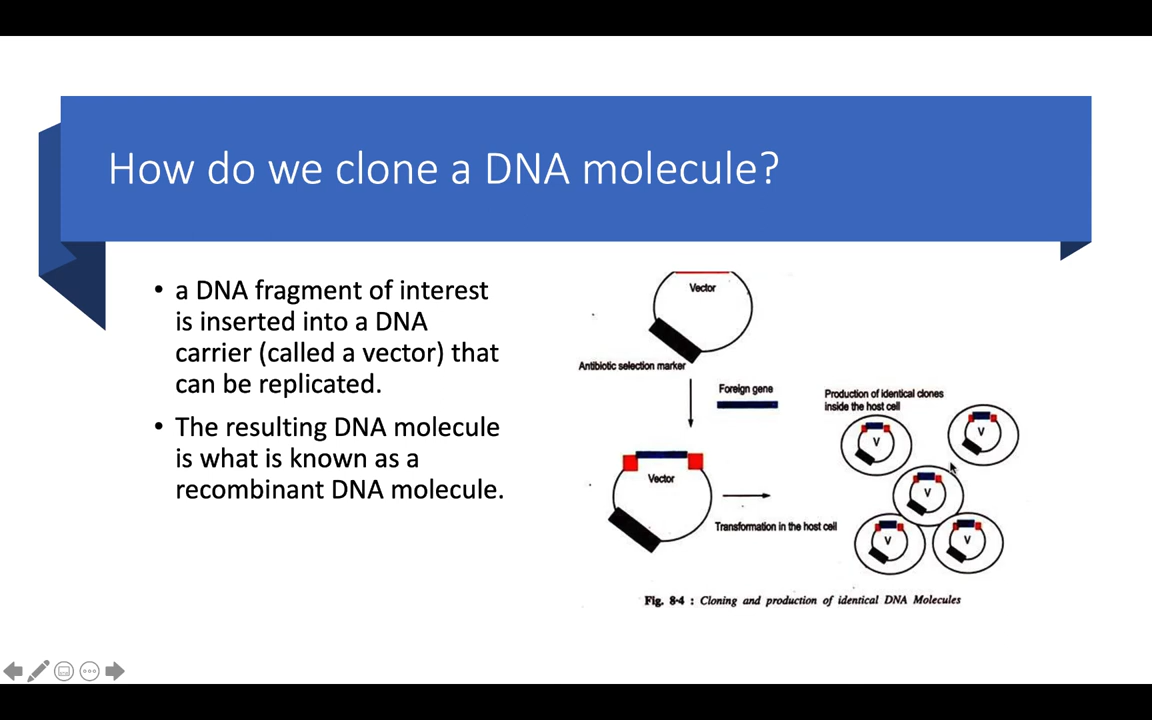 How do we clone a DNA molecule?
• a DNA fragment of interest
is inserted into a DNA
carrier (called a vector) that
can be replicated.
• The resulting DNA molecule
is what is known as a
recombinant DNA molecule.
Vector
Antibiotic selection marker
Foreign gene
Vector
Transformation in the host cell
Production of identical clones
inside the host cell
V
V
V
V
V
Fig. 8·4 : Cloning and production of identical DNA Molecules